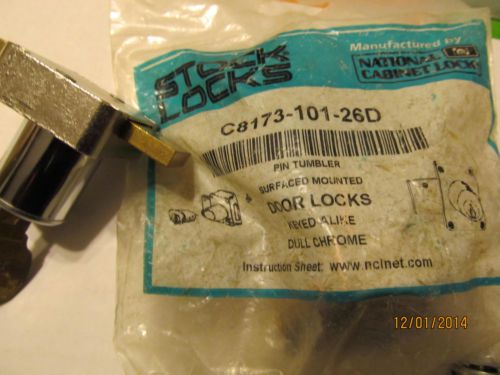 STOCK
LOCKS
Manufactured by
NATIONAL
CABINET LOCK
C8173-101-26D
PIN TUMBLER
SURFACED MOUNTED
DOOR LOCKS
KEYED ALIKE
DULL CHROME
Instruction Sheet: www.nclnet.com
12/01/2014